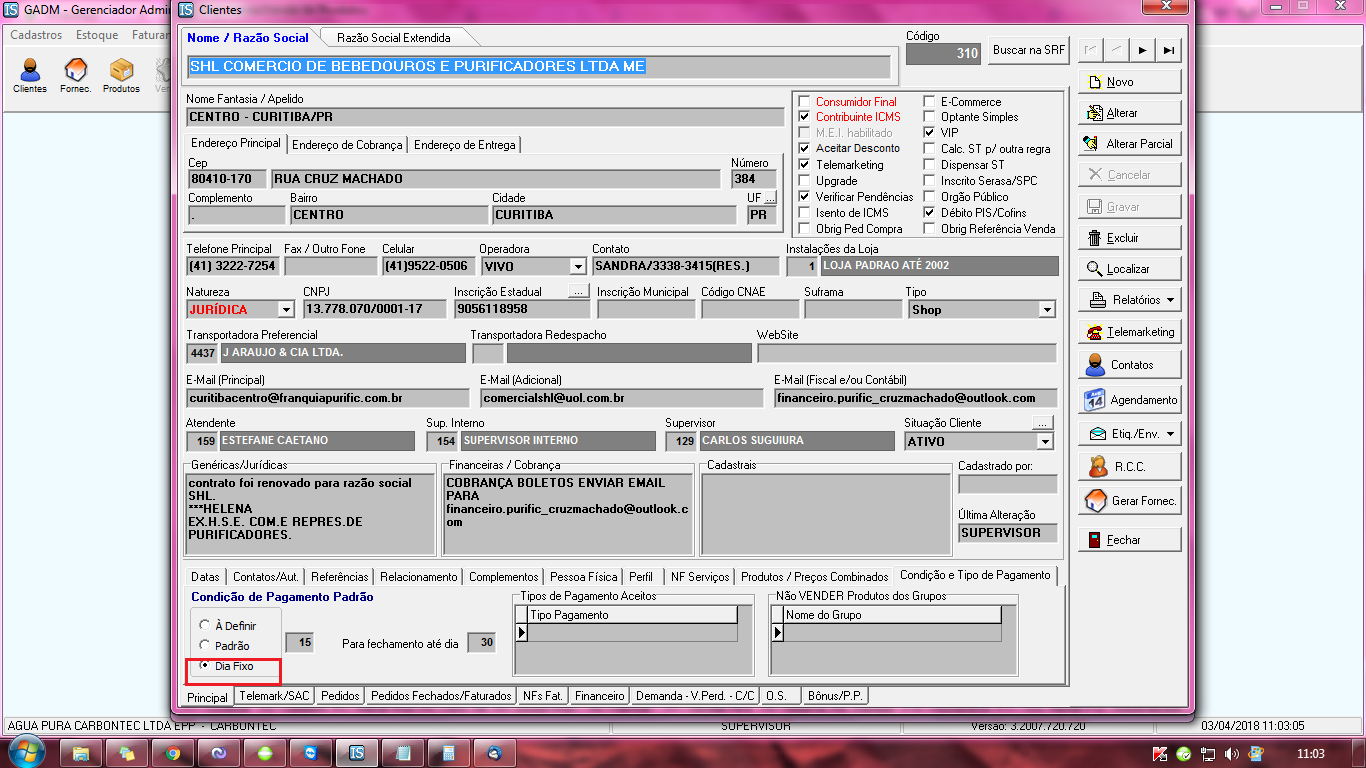 GADM - Gerenciador Admin
Clientes
Cadastros Estoque Faturar
Clientes Fornec. Produtos
Nome / Razão Social
Razão Social Extendida
Código
310
Buscar na SRF
SHL COMERCIO DE BEBEDOUROS E PURIFICADORES LTDA ME
Nome Fantasia / Apelido
CENTRO - CURITIBA/PR
Endereço Principal Endereço de Cobrança Endereço de Entrega
Cep
Número
80410-170 RUA CRUZ MACHADO 384
Complemento Bairro Cidade UF ...
. CENTRO CURITIBA PR
Consumidor Final E-Commerce
Contribuinte ICMS Optante Simples
M.E.I. habilitado VIP
Aceitar Desconto Calc. ST p/ outra regra
Telemarketing Dispensar ST
Upgrade Inscrito Serasa/SPC
Verificar Pendências Orgão Público
Isento de ICMS Débito PIS/Cofins
Obrig Ped Compra Obrig Referência Venda
Telefone Principal Fax / Outro Fone Celular Operadora Contato Instalações da Loja
(41) 3222-7254 (41)9522-0506 VIVO SANDRA/3338-3415(RES.) 1 LOJA PADRAO ATÉ 2002
Natureza CNPJ Inscrição Estadual ... Inscrição Municipal Código CNAE Suframa Tipo
JURÍDICA 13.778.070/0001-17 9056118958 Shop
Transportadora Preferencial Transportadora Redespacho WebSite
4437 J ARAUJO & CIA LTDA.
E-Mail (Principal) E-Mail (Adicional) E-Mail (Fiscal e/ou Contábil)
curitibacentro@franquiapurific.com.br comercialshl@uol.com.br financeiro.purific_cruzmachado@outlook.com
Atendente Sup. Interno Supervisor Situação Cliente ...
159 ESTEFANE CAETANO 154 SUPERVISOR INTERNO 129 CARLOS SUGUIURA ATIVO
Genéricas/Jurídicas
contrato foi renovado para razão social
SHL.
***HELENA
EX.H.S.E. COM.E REPRES.DE
PURIFICADORES.
Financeiras / Cobrança
COBRANÇA BOLETOS ENVIAR EMAIL
PARA
financeiro.purific_cruzmachado@outlook.c
om
Cadastrais
Cadastrado por:
Última Alteração
SUPERVISOR
Datas Contatos/Aut. Referências Relacionamento Complementos Pessoa Física Perfil NF Serviços Produtos / Preços Combinados Condição e Tipo de Pagamento
Condição de Pagamento Padrão
À Definir
Padrão
Dia Fixo
15 Para fechamento até dia 30
Tipos de Pagamento Aceitos
Tipo Pagamento
Não VENDER Produtos dos Grupos
Nome do Grupo
Principal Telemark/SAC Pedidos Pedidos Fechados/Faturados NFs Fat. Financeiro Demanda - V.Perd. - C/C O.S. Bônus/P.P.
Novo
Alterar
Alterar Parcial
Cancelar
Gravar
Excluir
Localizar
Relatórios
Telemarketing
Contatos
14 Agendamento
Etiq./Env.
R.C.C.
Gerar Fornec.
Fechar
AGUA PURA CARBONTEC LTDA EPP - CARBONTEC SUPERVISOR Versão: 3.2007.720.720 03/04/2018 11:03:05
11:03